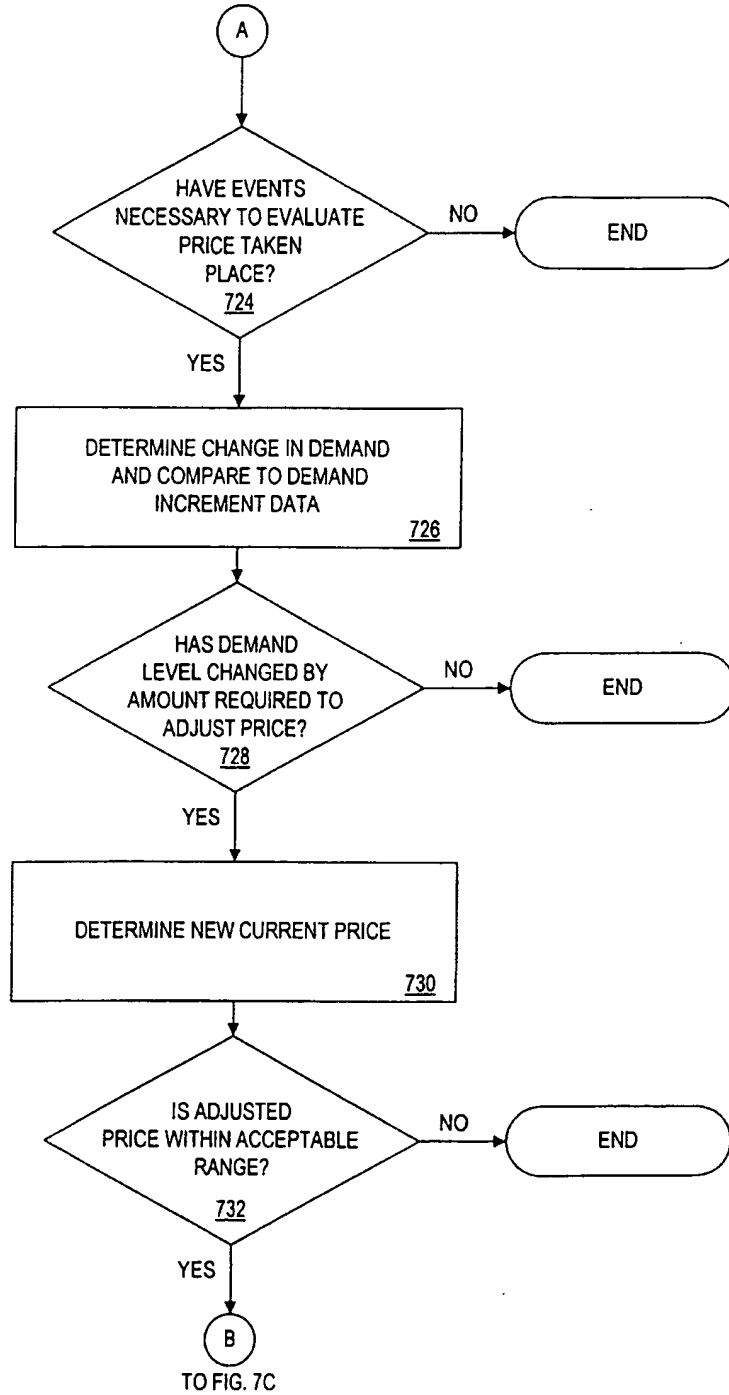 A
HAVE EVENTS
NECESSARY TO EVALUATE
PRICE TAKEN
PLACE?
724
NO
END
YES
DETERMINE CHANGE IN DEMAND
AND COMPARE TO DEMAND
INCREMENT DATA
726
HAS DEMAND
LEVEL CHANGED BY
AMOUNT REQUIRED TO
ADJUST PRICE?
728
NO
END
YES
DETERMINE NEW CURRENT PRICE
730
IS ADJUSTED
PRICE WITHIN ACCEPTABLE
RANGE?
732
NO
END
YES
B
TO FIG. 7C